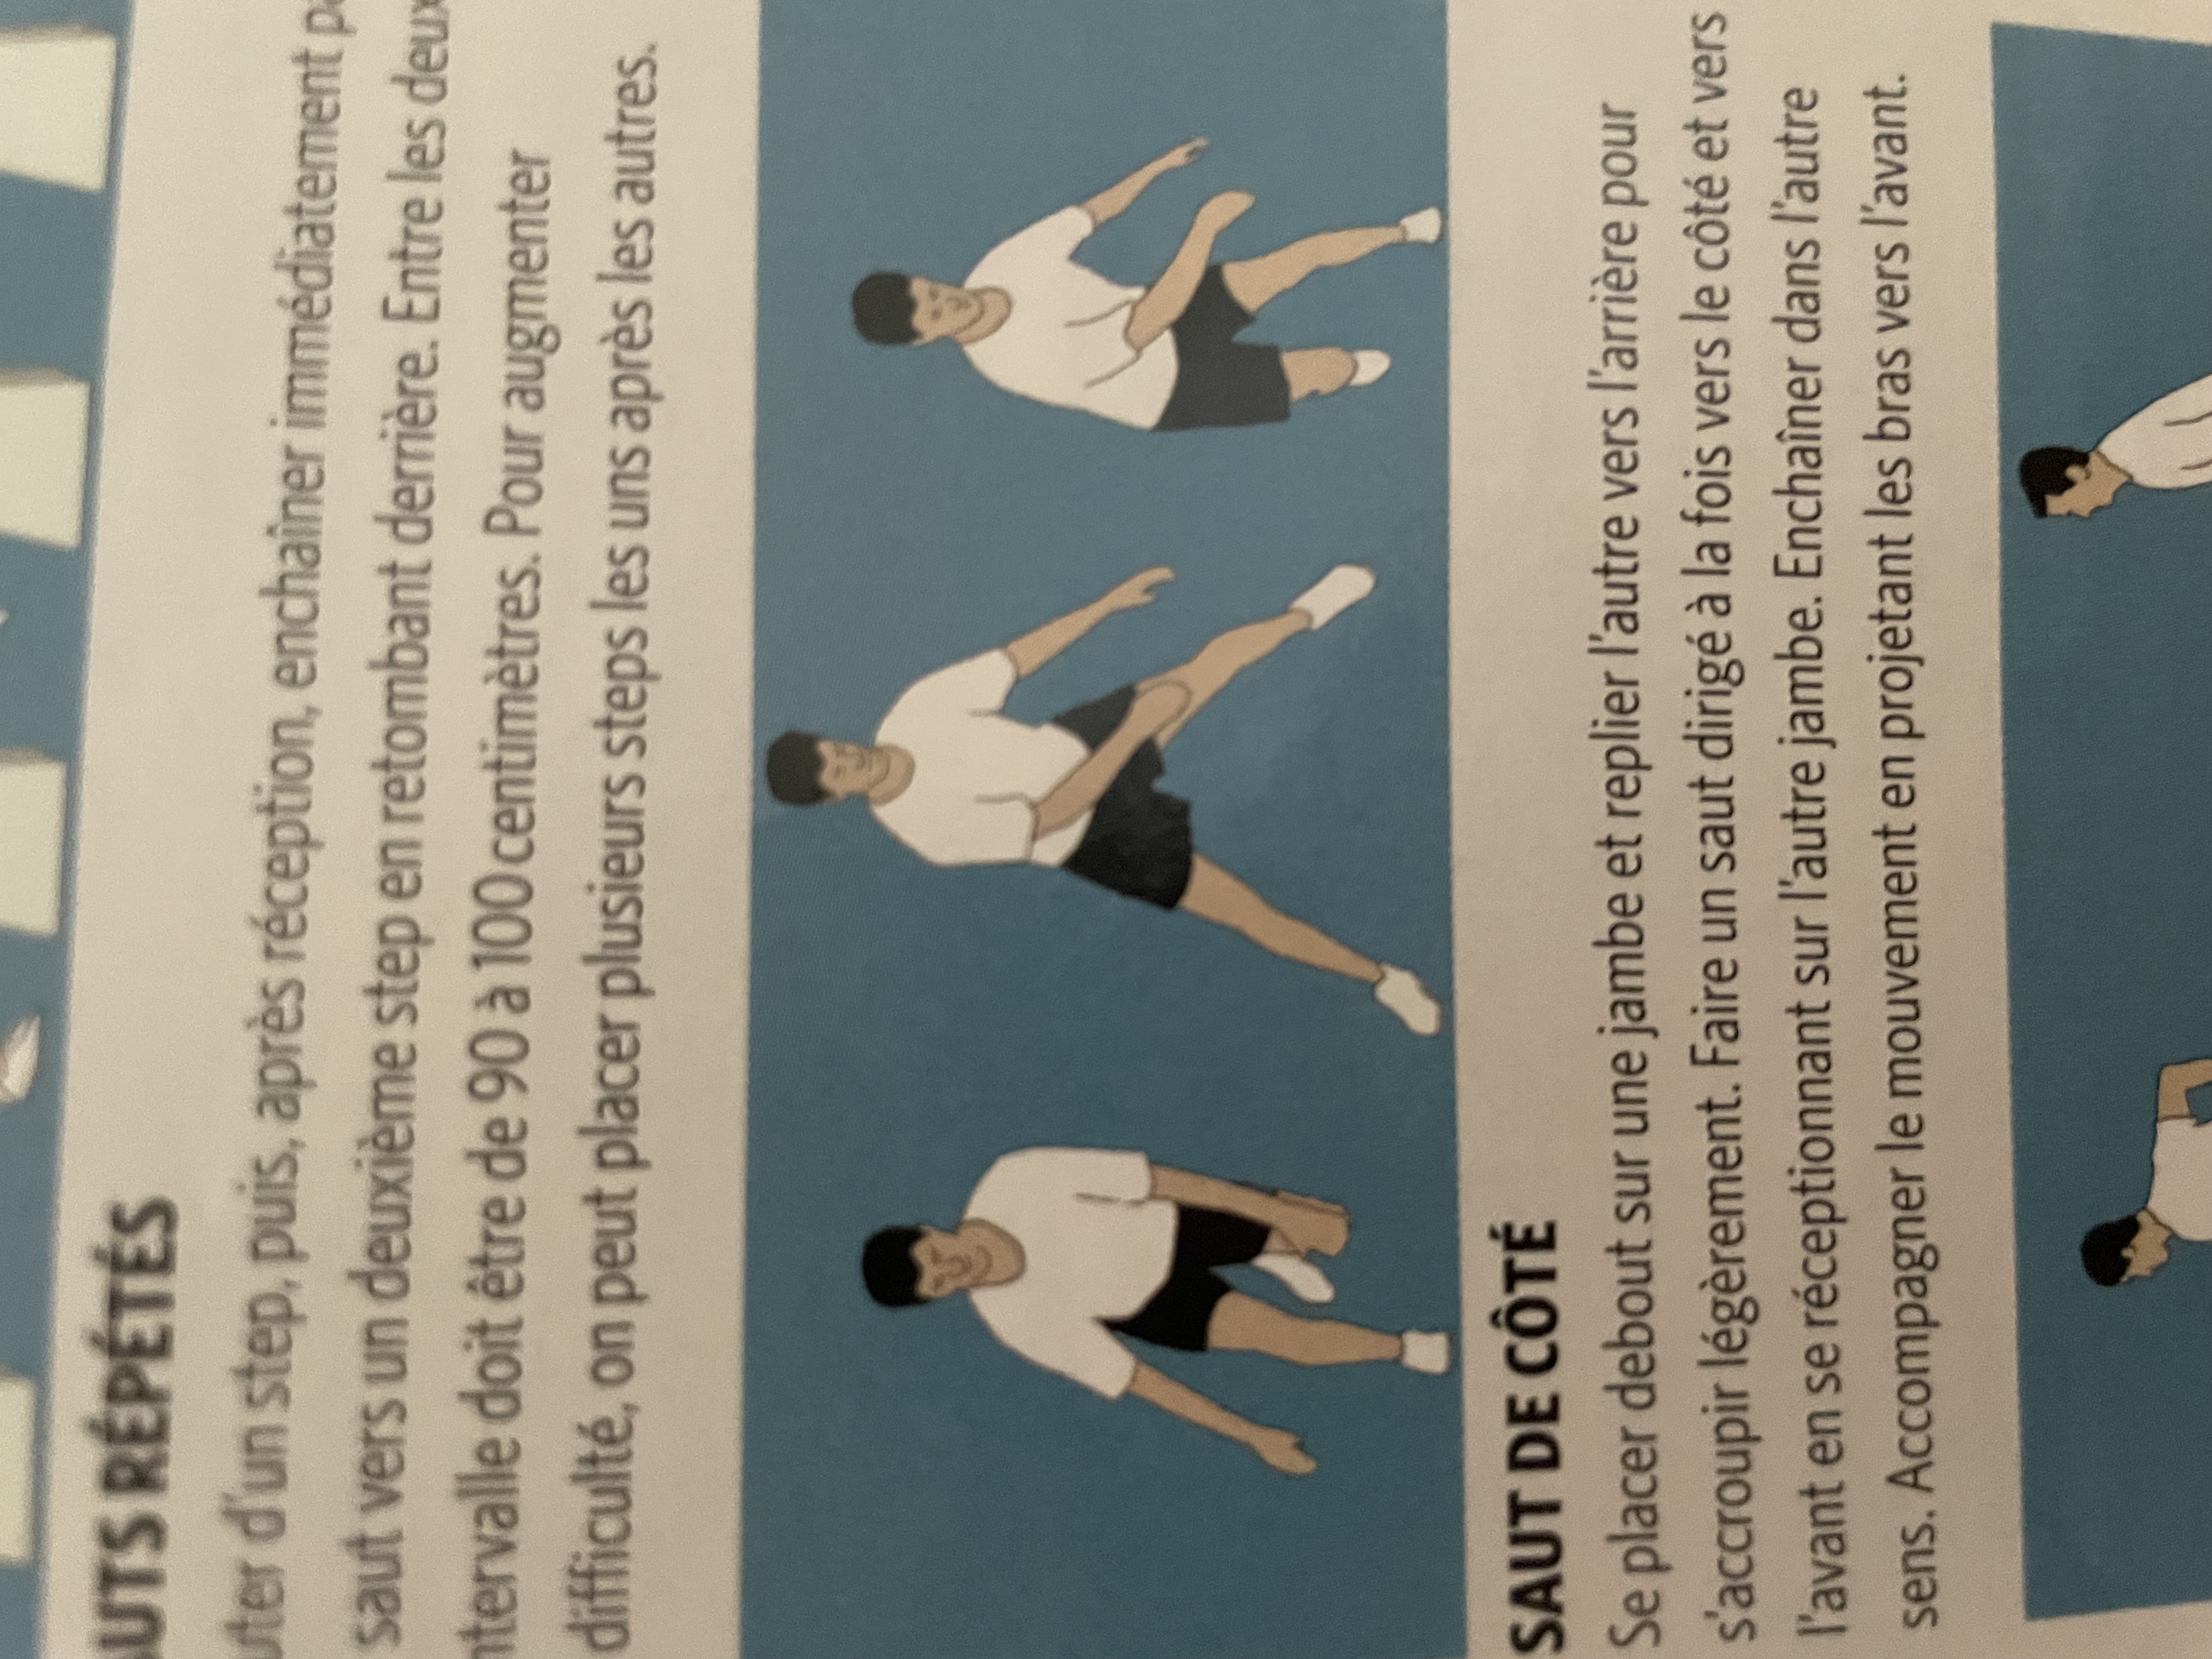 UTS RÉPÉTÉS
d'un step, puis, après réception, enchaîner immédiatement
saut vers un deuxième step en retombant derrière. Entre les deux
doit être de 90 à 100 centimètres. Pour augmenter
difficulté, on peut placer plusieurs steps les uns après les autres.
SAUT DE CÔTÉ
Se placer debout sur une jambe et replier l'autre vers l'arrière pour
s'accroupir légèrement. Faire un saut dirigé à la fois vers le côté et vers
l'avant en se réceptionnant sur l'autre jambe. Enchaîner dans l'autre
sens. Accompagner le mouvement en projetant les bras vers l'avant.